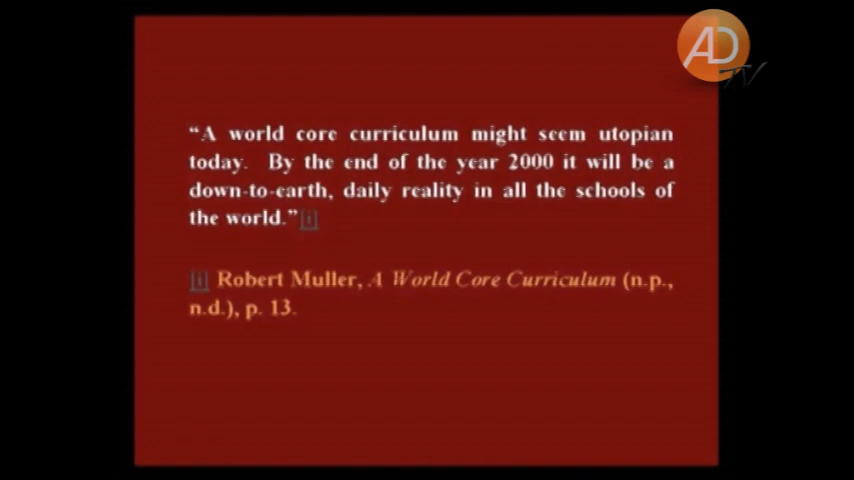 AD
TV
“A world core curriculum might seem utopian
today. By the end of the year 2000 it will be a
down-to-earth, daily reality in all the schools of
the world.”[i]
[i] Robert Muller, A World Core Curriculum (n.p.,
n.d.), p. 13.